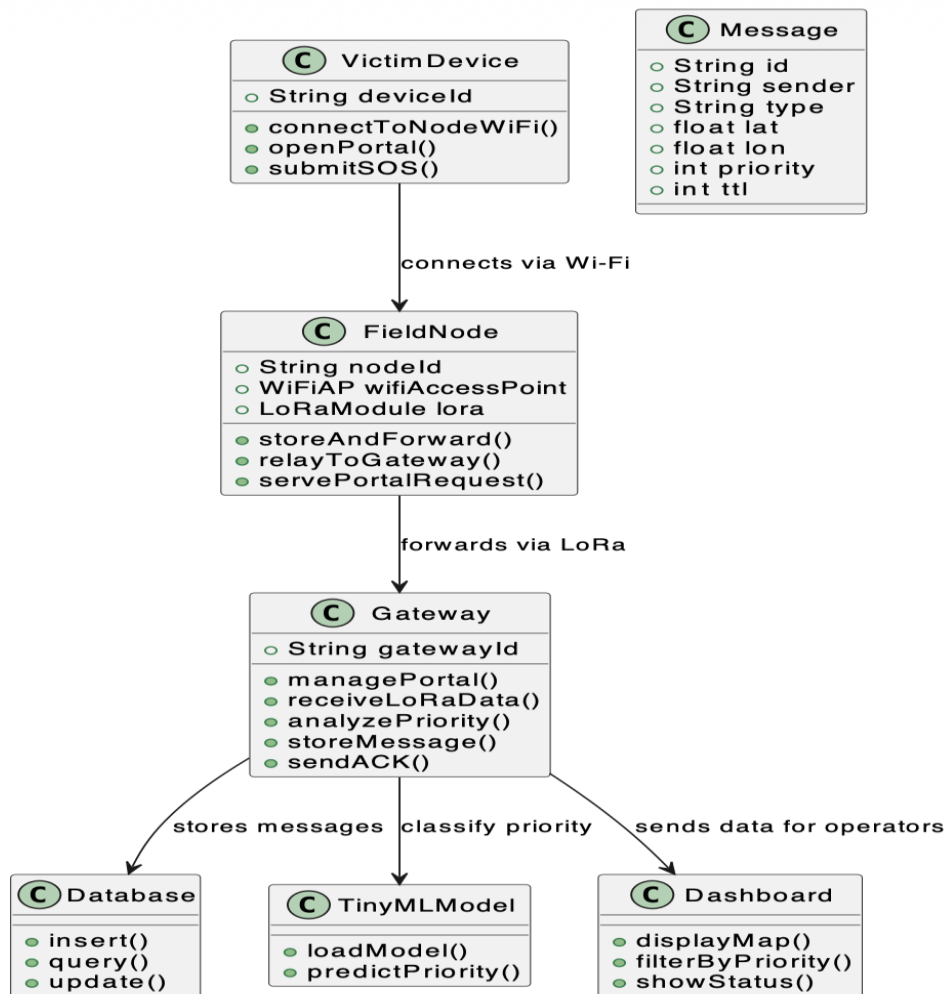 C VictimDevice
String deviceId
connectToNodeWiFi()
openPortal()
submitSOS()
C Message
String id
String sender
String type
float lat
float lon
int priority
int ttl
connects via Wi-Fi
C FieldNode
String nodeId
WiFiAP wifiAccessPoint
LoRaModule lora
storeAndForward()
relayToGateway()
servePortalRequest()
forwards via LoRa
C Gateway
String gatewayId
managePortal()
receiveLoRaData()
analyzePriority()
storeMessage()
sendACK()
stores messages
classify priority
sends data for operators
C Database
insert()
query()
update()
C TinyMLModel
loadModel()
predictPriority()
C Dashboard
displayMap()
filterByPriority()
showStatus()